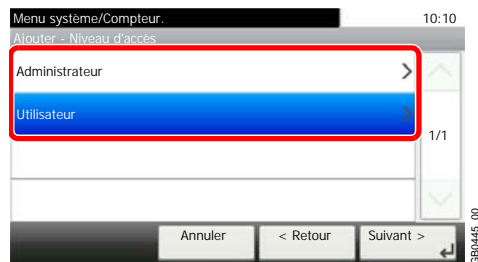 Menu système/Compteur.
10:10
Ajouter - Niveau d'accès
Administrateur
Utilisateur
1/1
Annuler
< Retour
Suivant >
GB0445_00